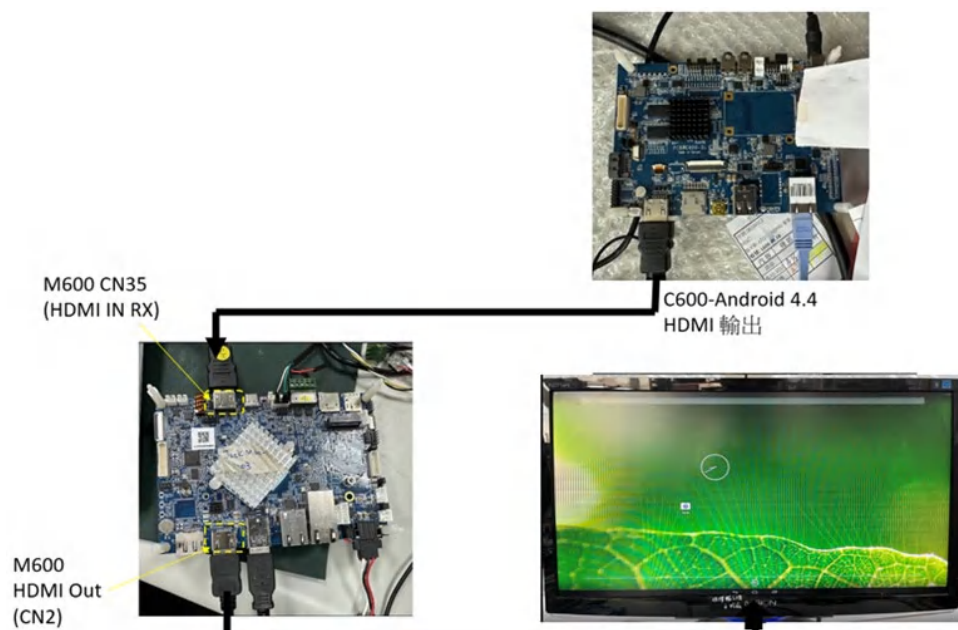 M600 CN35
(HDMI IN RX)
C600-Android 4.4
HDMI 輸出
M600
HDMI Out
(CN2)